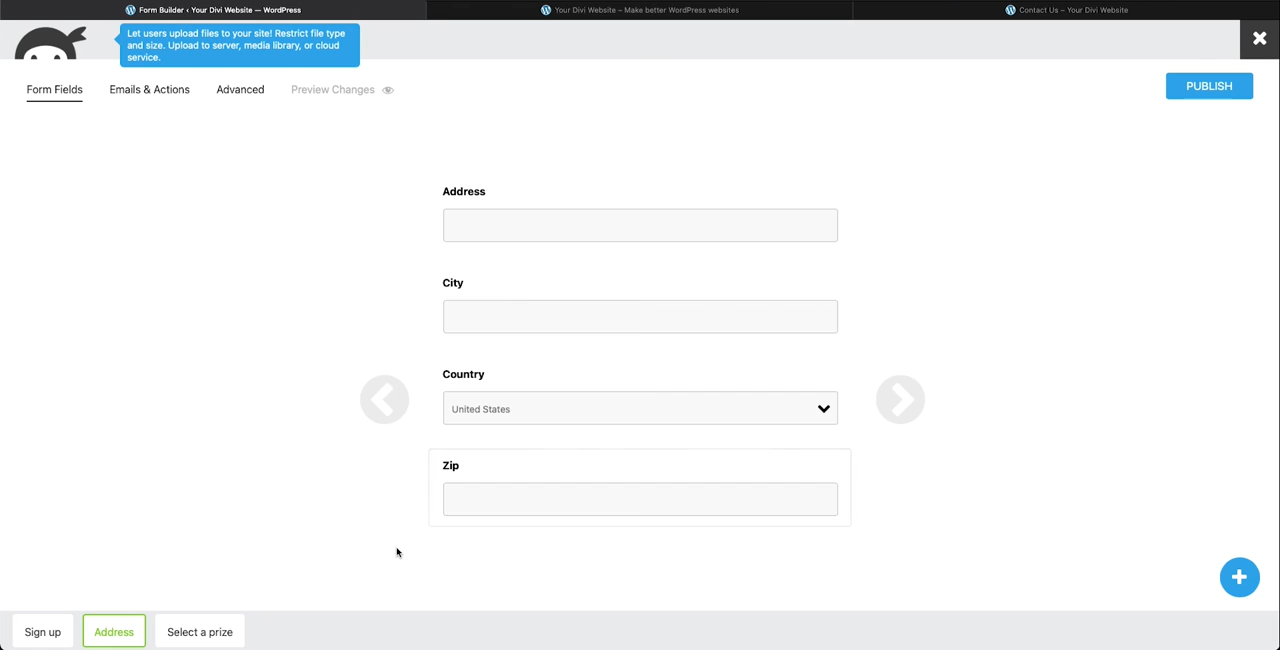 Form Builder ‹ Your Divi Website — WordPress
Your Divi Website – Make better WordPress websites
Contact Us – Your Divi Website
Let users upload files to your site! Restrict file type
and size. Upload to server, media library, or cloud
service.
Form Fields
Emails & Actions
Advanced
Preview Changes
PUBLISH
Address
City
Country
United States
Zip
Sign up
Address
Select a prize